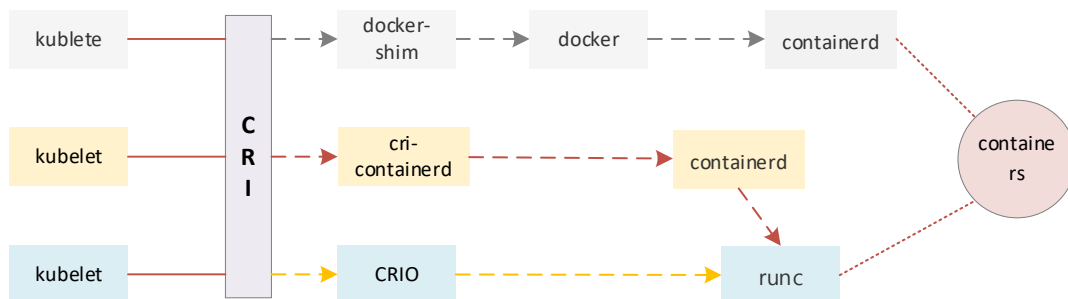 kublete
docker-
shim
docker
containerd
C
R
I
kubelet
cri-
containerd
containerd
containe
rs
kubelet
CRIO
runc